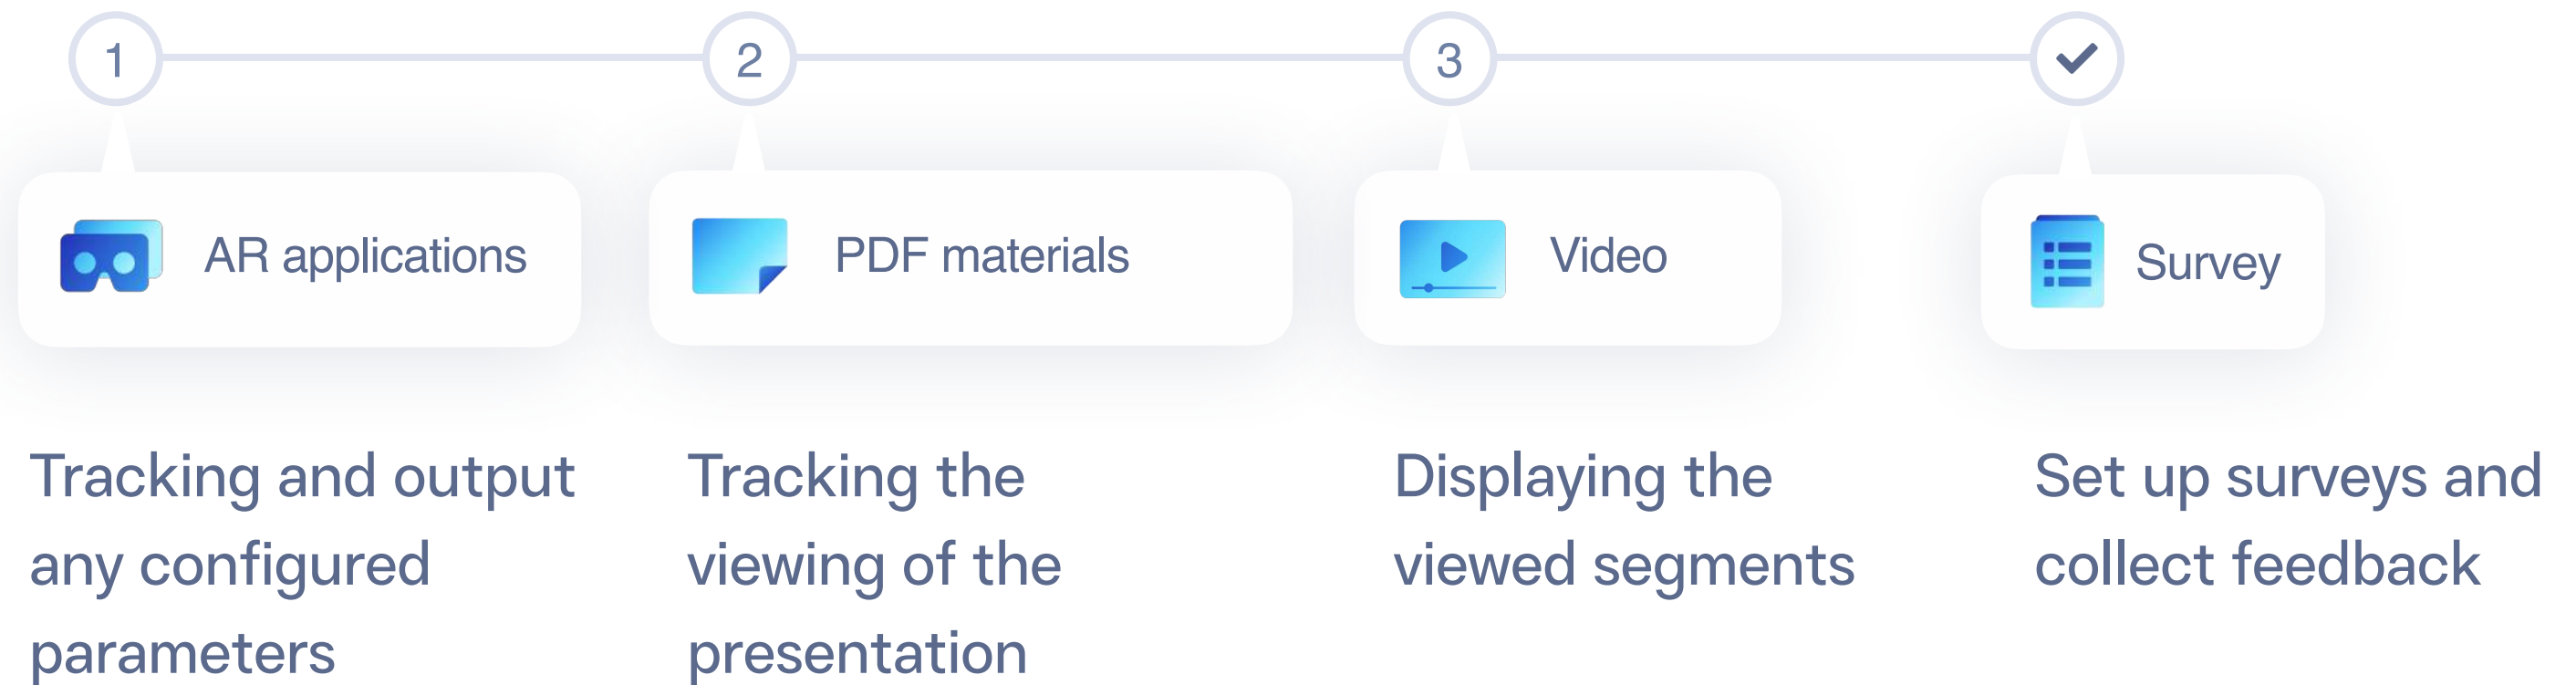 1
2
3
AR applications
PDF materials
Video
Survey
Tracking and output
any configured
parameters
Tracking the
viewing of the
presentation
Displaying the
viewed segments
Set up surveys and
collect feedback